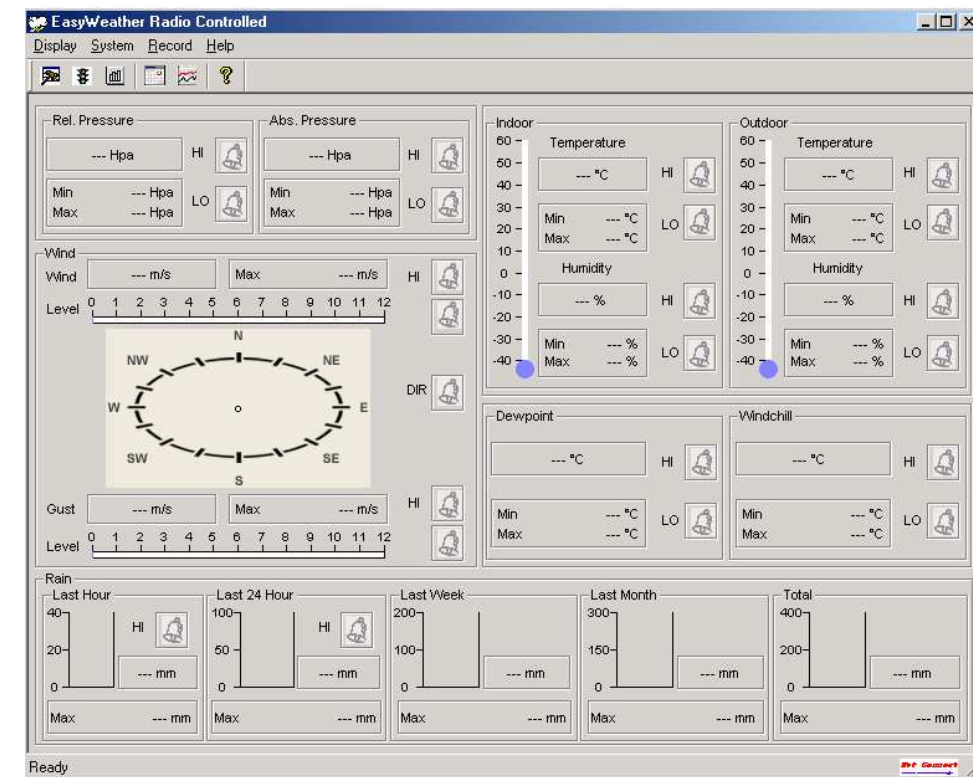 EasyWeather Radio Controlled
Display System Record Help
Rel. Pressure
--- Hpa
HI
Min --- Hpa
Max --- Hpa
LO
Abs. Pressure
--- Hpa
HI
Min --- Hpa
Max --- Hpa
LO
Wind
Wind --- m/s Max --- m/s HI
Level 0 1 2 3 4 5 6 7 8 9 10 11 12
N
NW NE
W E
SW SE
S
DIR
Gust --- m/s Max --- m/s HI
Level 0 1 2 3 4 5 6 7 8 9 10 11 12
Indoor
60
50
40
30
20
10
0
-10
-20
-30
-40
Temperature
--- °C
HI
Min --- °C
Max --- °C
LO
Humidity
--- %
HI
Min --- %
Max --- %
LO
Outdoor
60
50
40
30
20
10
0
-10
-20
-30
-40
Temperature
--- °C
HI
Min --- °C
Max --- °C
LO
Humidity
--- %
HI
Min --- %
Max --- %
LO
Dewpoint
--- °C
HI
Min --- °C
Max --- °C
LO
Windchill
--- °C
HI
Min --- °C
Max --- °C
LO
Rain
Last Hour
40
20
0
HI
--- mm
Max --- mm
Last 24 Hour
100
50
0
HI
--- mm
Max --- mm
Last Week
200
100
0
--- mm
Max --- mm
Last Month
300
150
0
--- mm
Max --- mm
Total
400
200
0
--- mm
Max --- mm
Ready